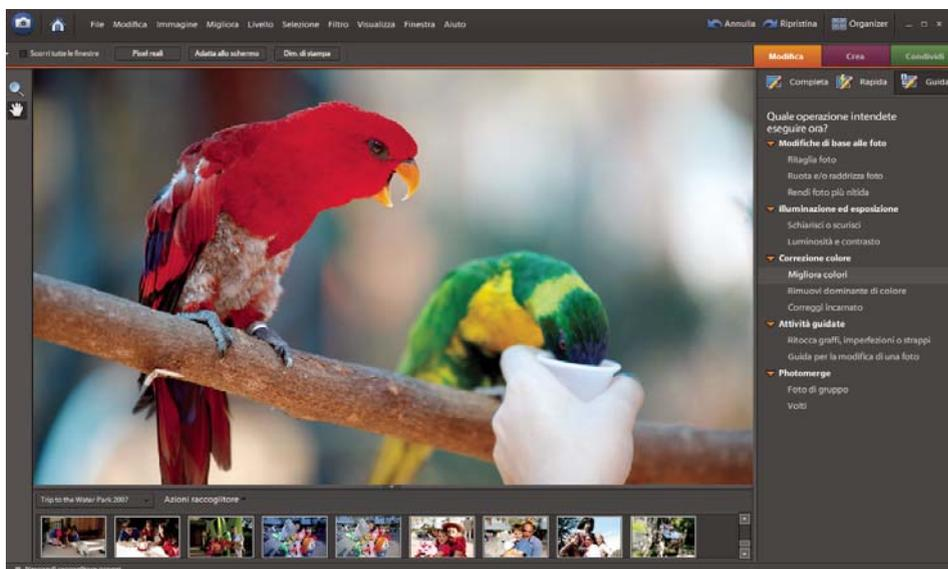 File Modifica Immagine Migliora Livello Selezione Filtro Visualizza Finestra Aiuto
Annulla Ripristina Organizer
Scorri tutte le finestre Pixel reali Adatta allo schermo Dim. di stampa
Modifica Crea Condividi
Completa Rapida Guida
Quale operazione intendete
eseguire ora?
Modifiche di base alle foto
Ritaglia foto
Ruota e/o raddrizza foto
Rendi foto più nitida
Illuminazione ed esposizione
Schiarisci o scurisci
Luminosità e contrasto
Correzione colore
Migliora colori
Rimuovi dominante di colore
Correggi incarnato
Attività guidate
Ritocca graffi, imperfezioni o strappi
Guida per la modifica di una foto
Photomerge
Foto di gruppo
Volti
Trip to the Water Park 2007 Azioni raccoglitore